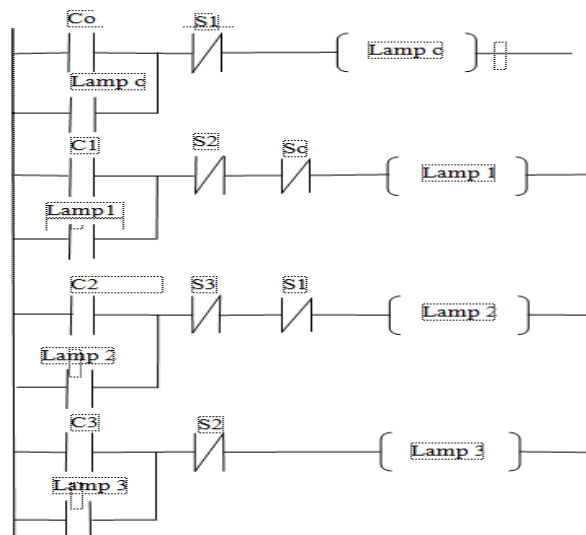 Co S1
Lamp c
Lamp c
C1 S2 Sc
Lamp 1
Lamp1
C2 S3 S1
Lamp 2
Lamp 2
C3 S2
Lamp 3
Lamp 3